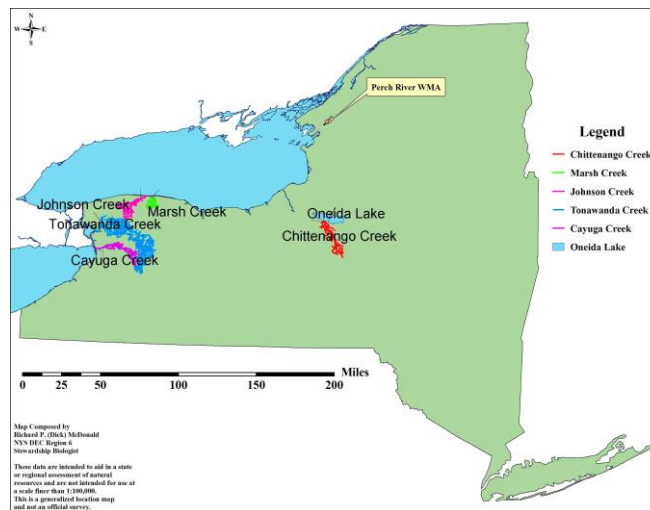 N
W E
S
Perch River WMA
Legend
Chittenango Creek
Marsh Creek
Johnson Creek
Tonawanda Creek
Cayuga Creek
Oneida Lake
Johnson Creek
Marsh Creek
Tonawanda Creek
Cayuga Creek
Oneida Lake
Chittenango Creek
Miles
0 12.5 25 50 100 150 200
Map Composed by
Richard P. (Dick) McDonald
NYS DEC Region 6
Stewardship Biologist
These data are intended to aid in a state
or regional assessment of natural
resources and are not intended for use at
a scale finer than 1:100,000.
This is a generalized location map
and not an official survey.